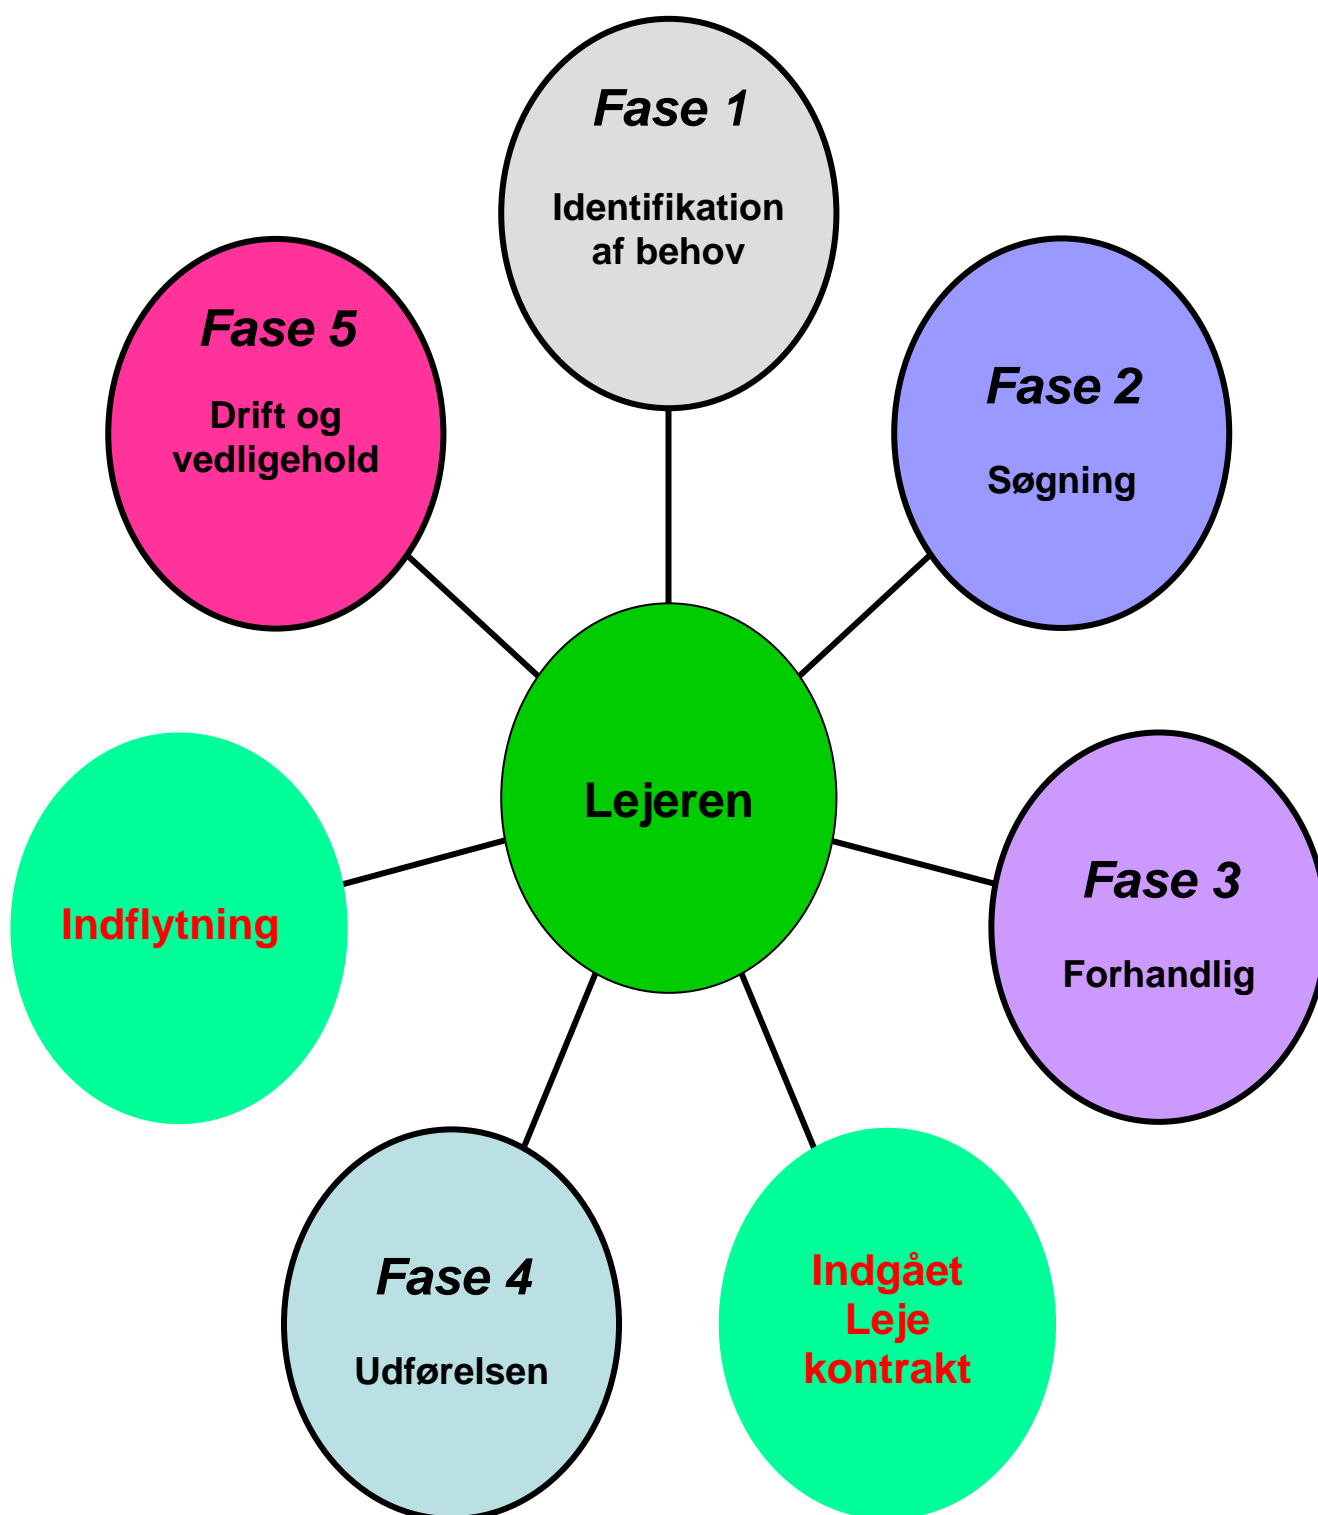 Fase 1
Identifikation
af behov
Fase 2
Søgning
Fase 3
Forhandlig
Indgået
Leje
kontrakt
Fase 4
Udførelsen
Indflytning
Fase 5
Drift og
vedligehold
Lejeren